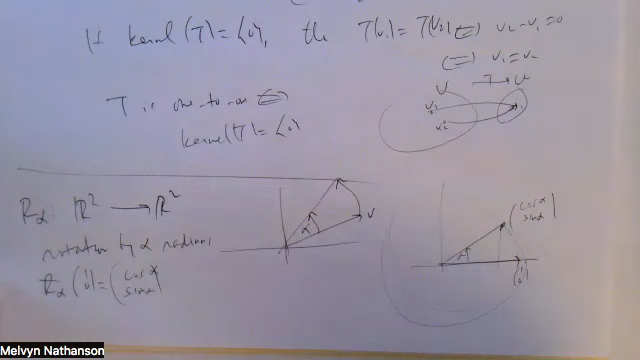 If kernel (T) = {0}, the T(v₁) = T(v₂) ⟺ v₂ - v₁ = 0
⟺ v₁ = v₂
T is one-to-one ⟺
kernel(T) = {0}
T
v₁
v₂
Rα: ℝ² → ℝ²
rotation by α radians
Rα(1 0) = (cos α
sin α)
α
v
(cos α
sin α)
α
(1
0)
Melvyn Nathanson